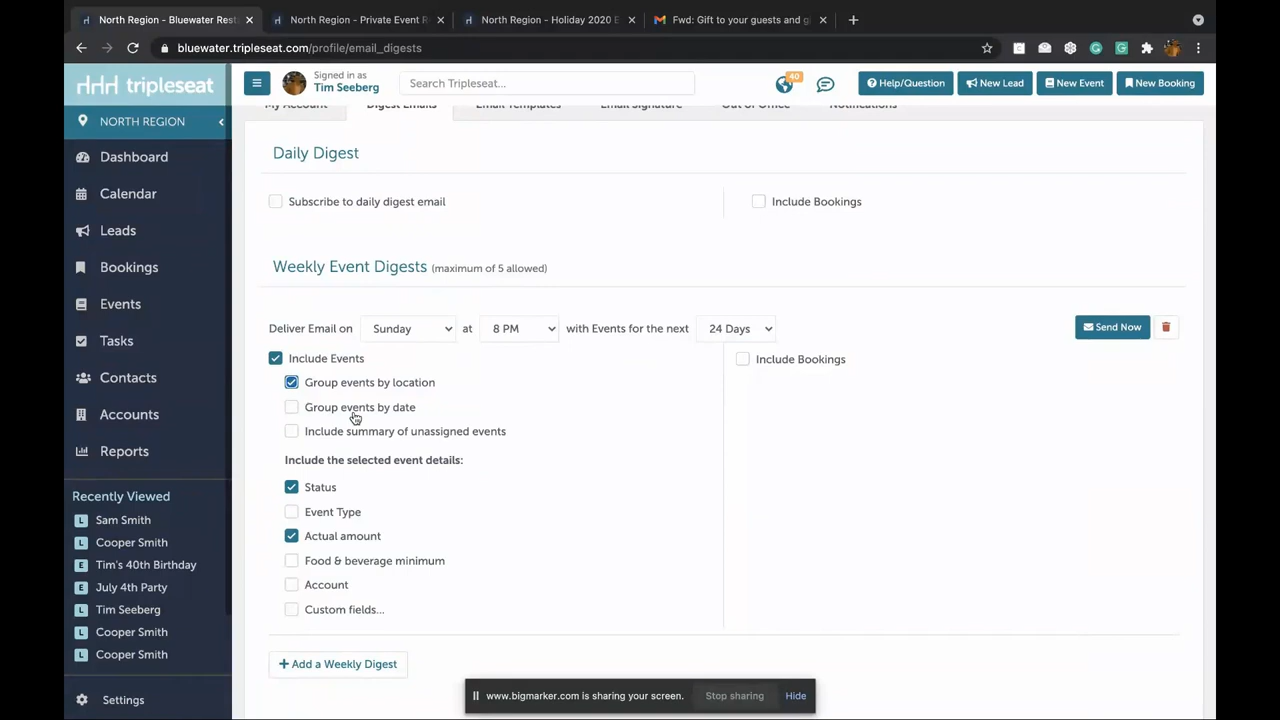 North Region - Bluewater Rest
North Region - Private Event R
North Region - Holiday 2020 E
Fwd: Gift to your guests and g
bluewater.tripleseat.com/profile/email_digests
tripleseat
Signed in as
Tim Seeberg
Search Tripleseat...
40
Help/Question
New Lead
New Event
New Booking
NORTH REGION
My Account
Digest Emails
Email Templates
Email Signature
Out of Office
Notifications
Dashboard
Calendar
Leads
Bookings
Events
Tasks
Contacts
Accounts
Reports
Recently Viewed
L Sam Smith
L Cooper Smith
E Tim's 40th Birthday
E July 4th Party
L Tim Seeberg
L Cooper Smith
L Cooper Smith
Settings
Daily Digest
Subscribe to daily digest email
Include Bookings
Weekly Event Digests (maximum of 5 allowed)
Deliver Email on Sunday at 8 PM with Events for the next 24 Days
Send Now
Include Events
Include Bookings
Group events by location
Group events by date
Include summary of unassigned events
Include the selected event details:
Status
Event Type
Actual amount
Food & beverage minimum
Account
Custom fields...
+ Add a Weekly Digest
www.bigmarker.com is sharing your screen.
Stop sharing
Hide